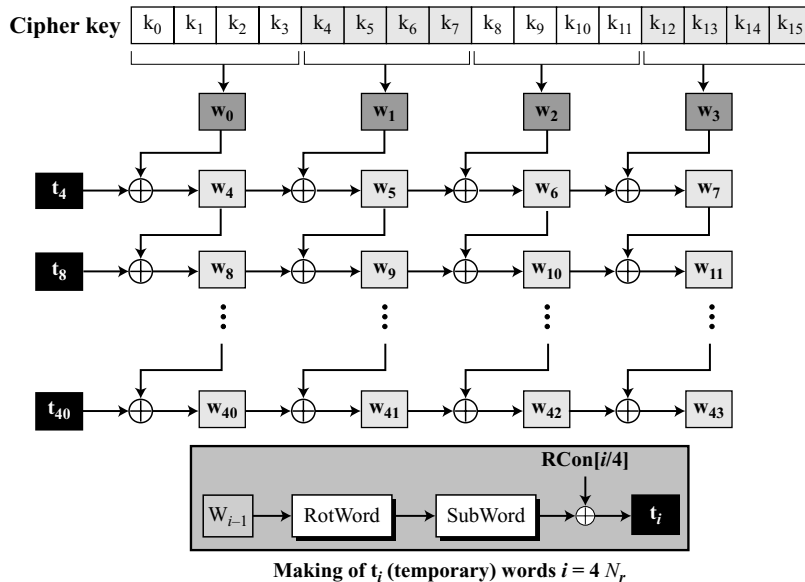 Cipher key k₀ k₁ k₂ k₃ k₄ k₅ k₆ k₇ k₈ k₉ k₁₀ k₁₁ k₁₂ k₁₃ k₁₄ k₁₅
w₀ w₁ w₂ w₃
t₄ w₄ w₅ w₆ w₇
t₈ w₈ w₉ w₁₀ w₁₁
t₄₀ w₄₀ w₄₁ w₄₂ w₄₃
RCon[i/4]
Wᵢ₋₁ RotWord SubWord tᵢ
Making of tᵢ (temporary) words i = 4 Nᵣ